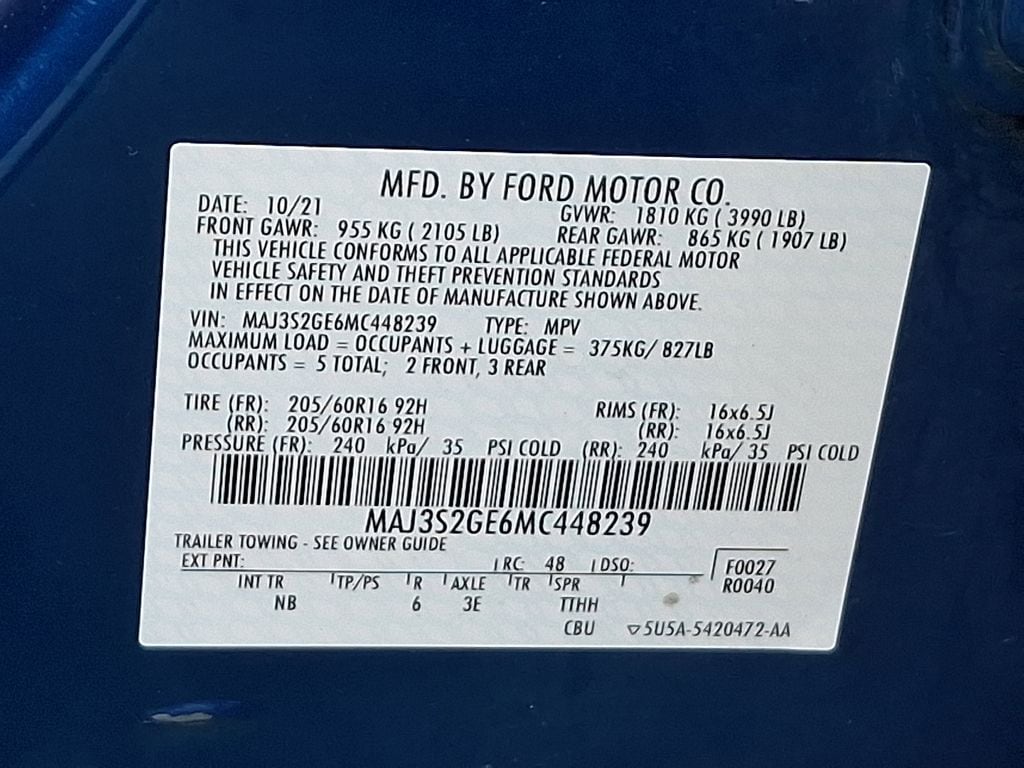 MFD. BY FORD MOTOR CO.
DATE: 10/21 GVWR: 1810 KG ( 3990 LB)
FRONT GAWR: 955 KG ( 2105 LB) REAR GAWR: 865 KG ( 1907 LB)
THIS VEHICLE CONFORMS TO ALL APPLICABLE FEDERAL MOTOR
VEHICLE SAFETY AND THEFT PREVENTION STANDARDS
IN EFFECT ON THE DATE OF MANUFACTURE SHOWN ABOVE.
VIN: MAJ3S2GE6MC448239 TYPE: MPV
MAXIMUM LOAD = OCCUPANTS + LUGGAGE = 375KG/ 827LB
OCCUPANTS = 5 TOTAL; 2 FRONT, 3 REAR
TIRE (FR): 205/60R16 92H RIMS (FR): 16x6.5J
(RR): 205/60R16 92H (RR): 16x6.5J
PRESSURE (FR): 240 kPa/ 35 PSI COLD (RR): 240 kPa/ 35 PSI COLD
MAJ3S2GE6MC448239
TRAILER TOWING - SEE OWNER GUIDE
EXT PNT: RC: 48 DSO: F0027
INT TR TP/PS R AXLE TR SPR R0040
NB 6 3E TTHH
CBU ▽5U5A-5420472-AA